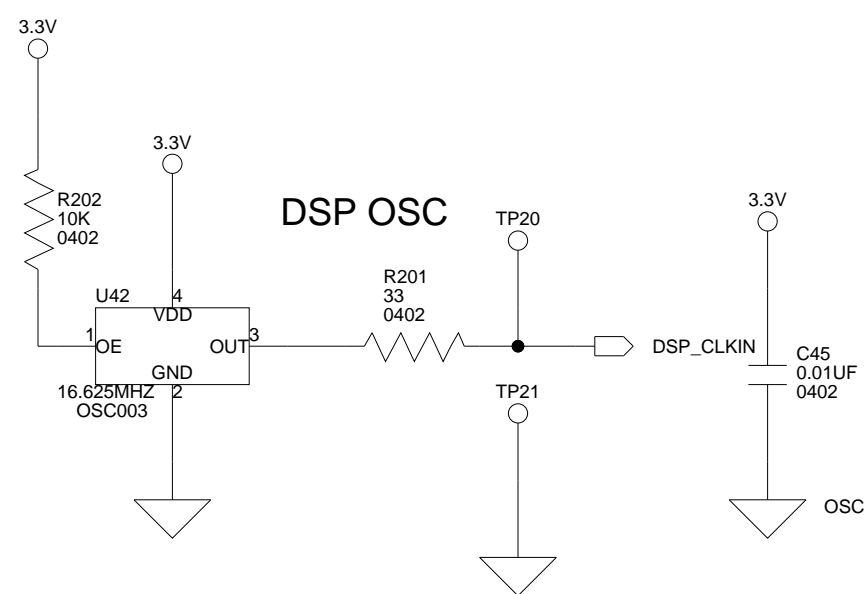 3.3V
3.3V
R202
10K
0402
DSP OSC
TP20
3.3V
R201
33
0402
U42
4
VDD
1
OE
OUT
3
GND
2
16.625MHZ
OSC003
DSP_CLKIN
C45
0.01UF
0402
TP21
OSC